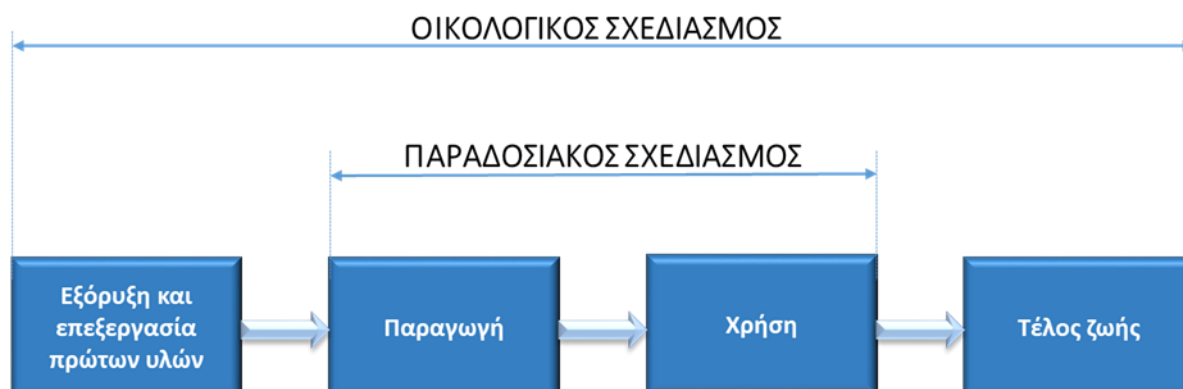 ΟΙΚΟΛΟΓΙΚΟΣ ΣΧΕΔΙΑΣΜΟΣ
ΠΑΡΑΔΟΣΙΑΚΟΣ ΣΧΕΔΙΑΣΜΟΣ
Εξόρυξη και
επεξεργασία
πρώτων υλών
Παραγωγή
Χρήση
Τέλος ζωής